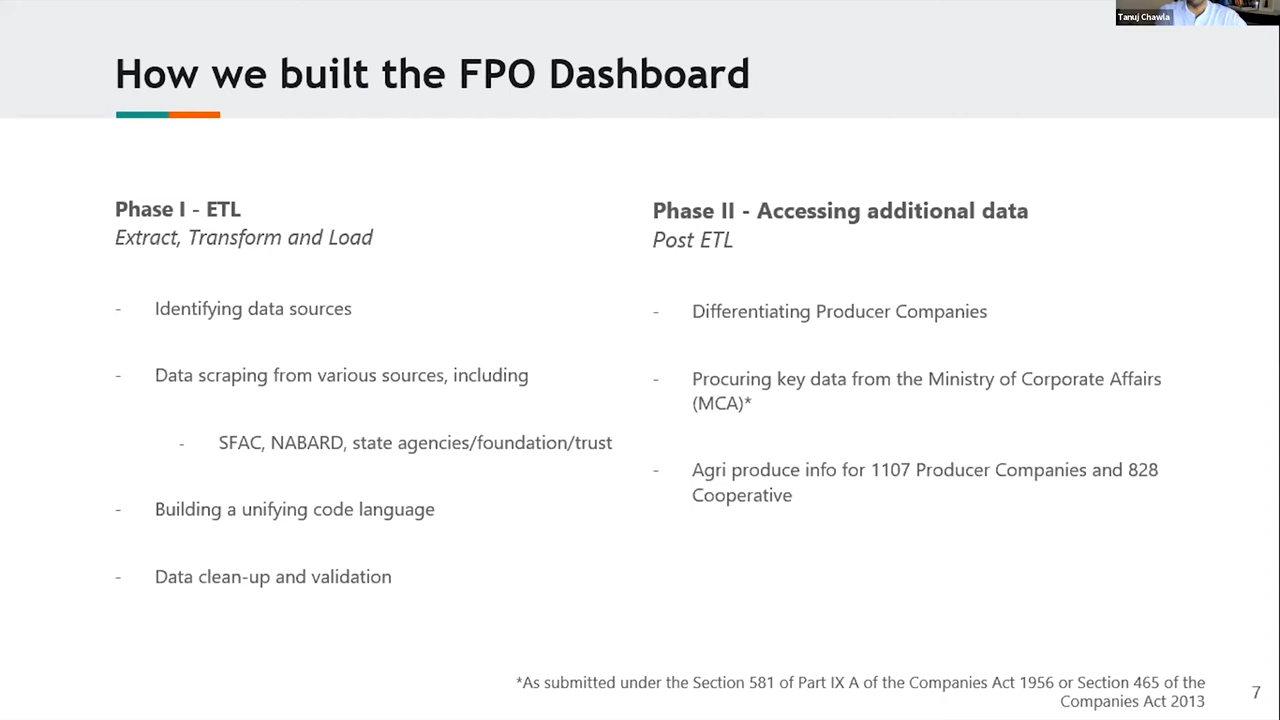 Tanuj Chawla
How we built the FPO Dashboard
Phase I - ETL
Extract, Transform and Load
- Identifying data sources
- Data scraping from various sources, including
- SFAC, NABARD, state agencies/foundation/trust
- Building a unifying code language
- Data clean-up and validation
Phase II - Accessing additional data
Post ETL
- Differentiating Producer Companies
- Procuring key data from the Ministry of Corporate Affairs
(MCA)*
- Agri produce info for 1107 Producer Companies and 828
Cooperative
*As submitted under the Section 581 of Part IX A of the Companies Act 1956 or Section 465 of the
Companies Act 2013
7